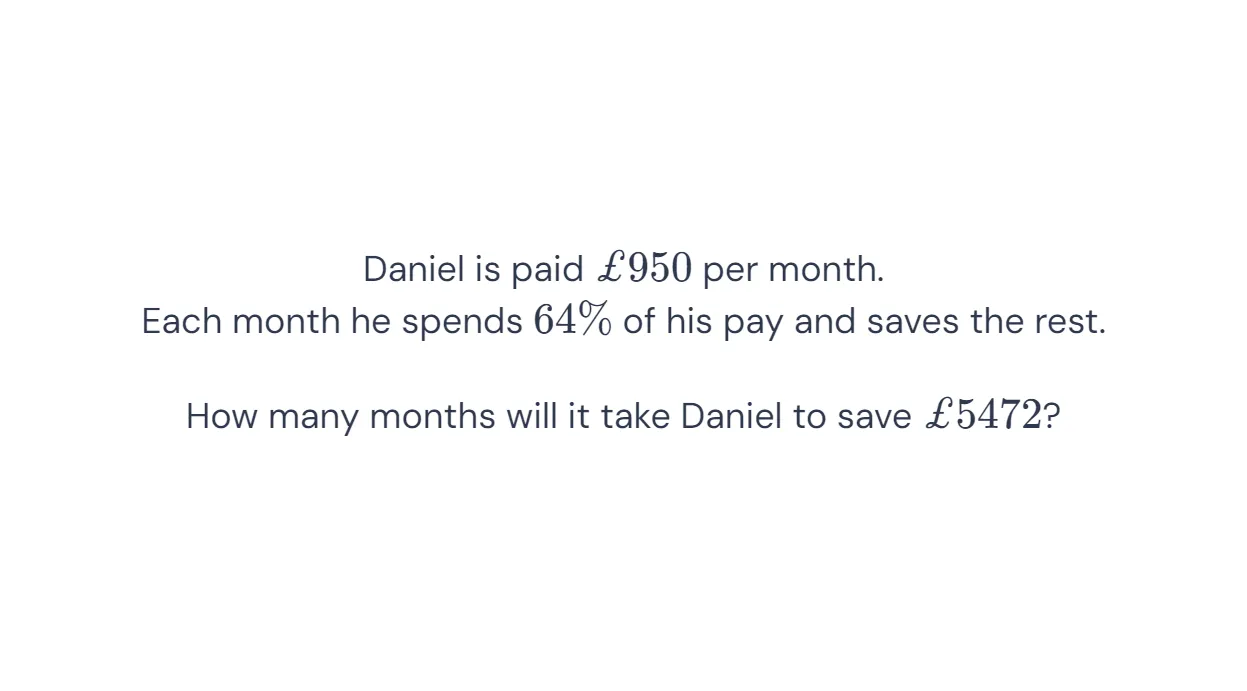 Daniel is paid £950 per month.
Each month he spends 64% of his pay and saves the rest.
How many months will it take Daniel to save £5472?